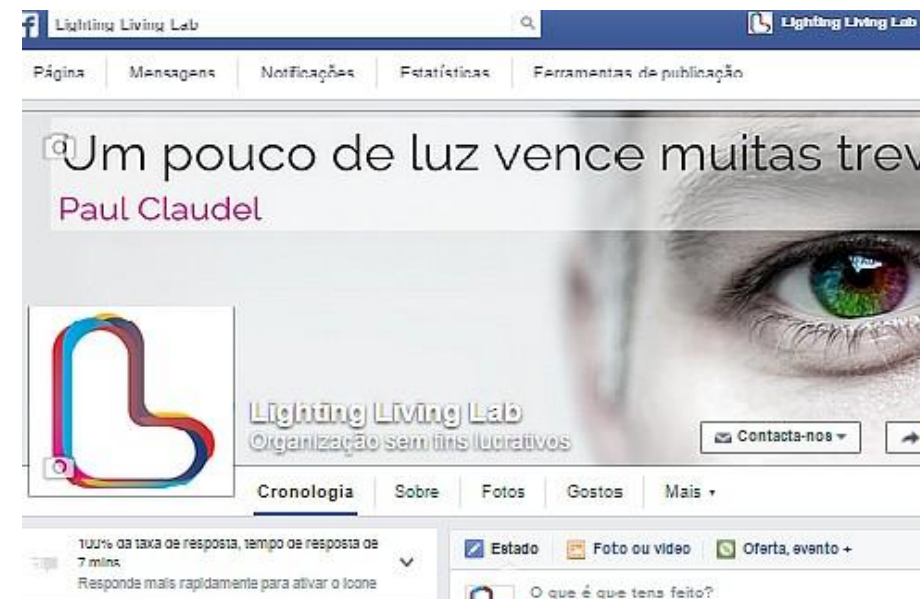 Lighting Living Lab
Lighting Living Lab
Página Mensagens Notificações Estatísticas Ferramentas de publicação
Um pouco de luz vence muitas trev
Paul Claudel
Lighting Living Lab
Organização sem fins lucrativos
Contacta-nos
Cronologia Sobre Fotos Gostos Mais
100% da taxa de resposta, tempo de resposta de
7 mins
Responde mais rapidamente para ativar o ícone
Estado Foto ou vídeo Oferta, evento +
O que é que tens feito?